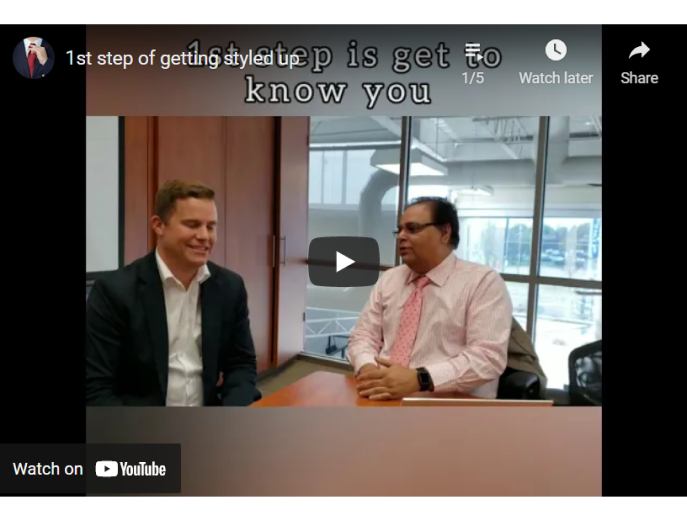 1st step of getting styled up
1st step is get to
know you
1/5
Watch later
Share
Watch on YouTube